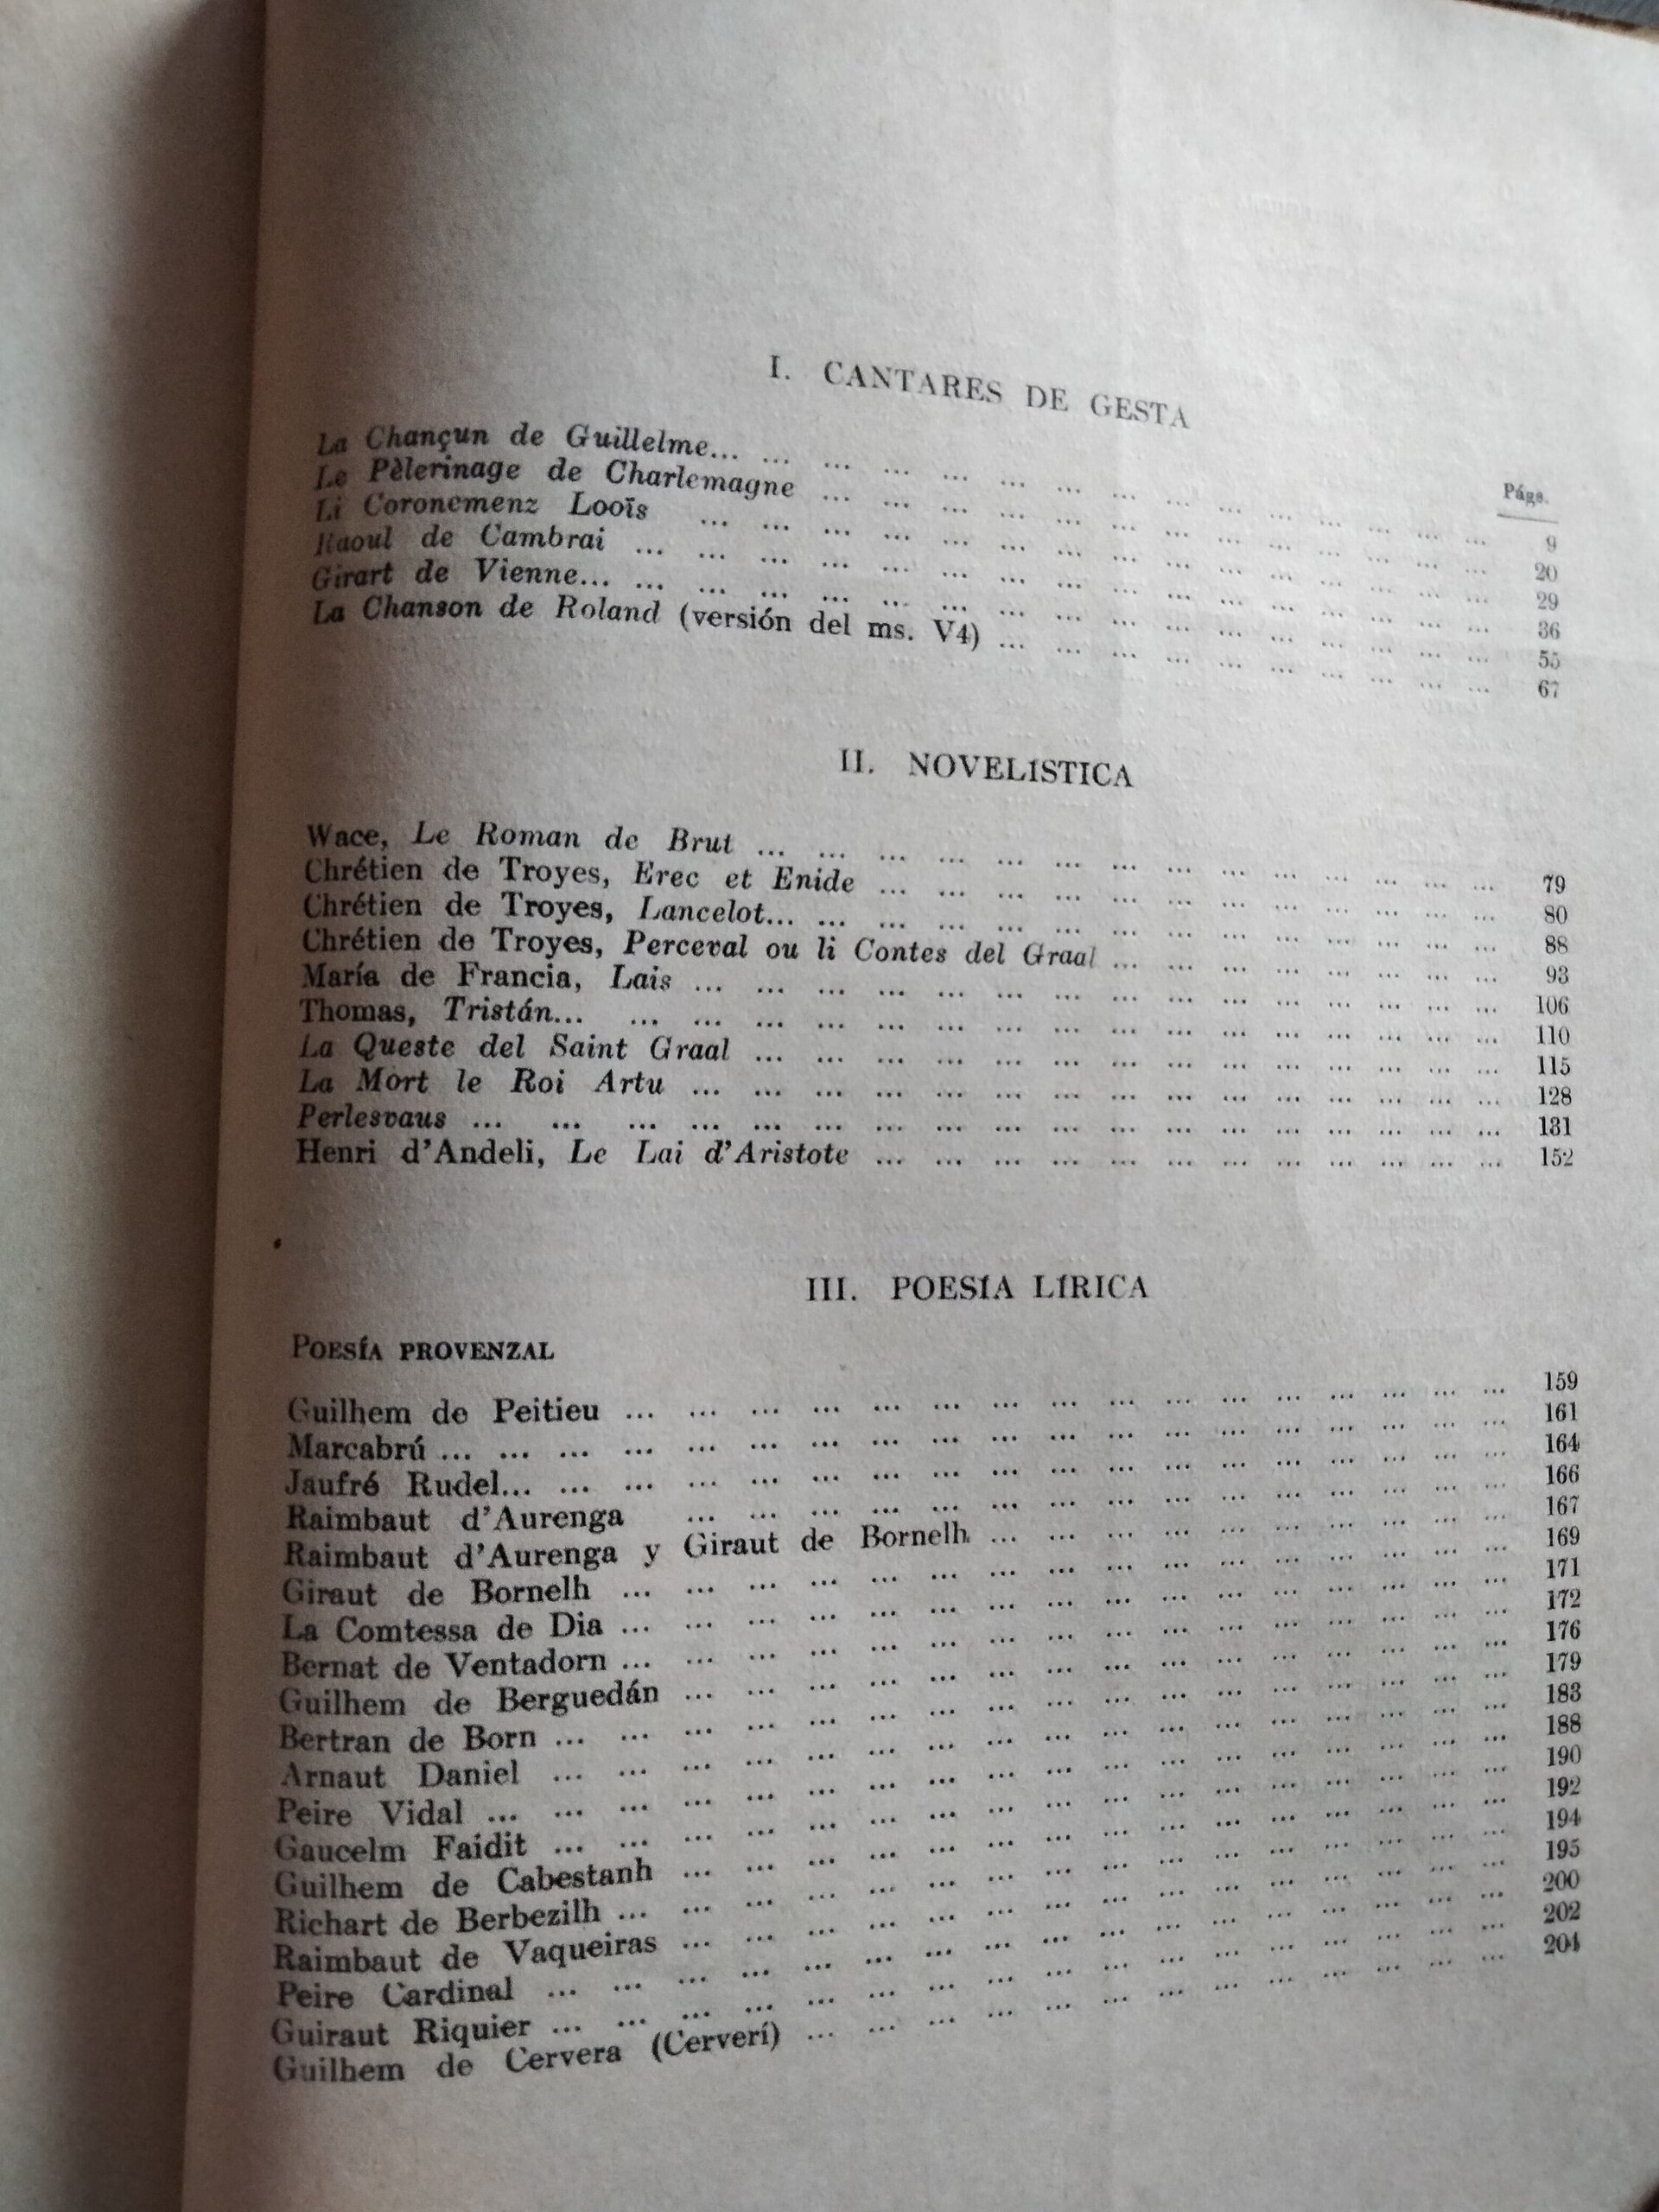 I. CANTARES DE GESTA
Págs.
La Chançun de Guillelme... ... ... ... ... ... ... ... ... ... ... ... ... ... 9
Le Pèlerinage de Charlemagne ... ... ... ... ... ... ... ... ... ... ... ... 20
Li Coronemenz Looïs ... ... ... ... ... ... ... ... ... ... ... ... ... ... 29
Raoul de Cambrai ... ... ... ... ... ... ... ... ... ... ... ... ... ... ... 36
Girart de Vienne... ... ... ... ... ... ... ... ... ... ... ... ... ... ... ... 55
La Chanson de Roland (versión del ms. V4) ... ... ... ... ... ... ... ... ... 67
II. NOVELÍSTICA
Wace, Le Roman de Brut ... ... ... ... ... ... ... ... ... ... ... ... ... 79
Chrétien de Troyes, Erec et Enide ... ... ... ... ... ... ... ... ... ... ... 80
Chrétien de Troyes, Lancelot... ... ... ... ... ... ... ... ... ... ... ... ... 88
Chrétien de Troyes, Perceval ou li Contes del Graal ... ... ... ... ... ... ... 93
María de Francia, Lais ... ... ... ... ... ... ... ... ... ... ... ... ... ... 106
Thomas, Tristán... ... ... ... ... ... ... ... ... ... ... ... ... ... ... ... 110
La Queste del Saint Graal ... ... ... ... ... ... ... ... ... ... ... ... ... 115
La Mort le Roi Artu ... ... ... ... ... ... ... ... ... ... ... ... ... ... 128
Perlesvaus ... ... ... ... ... ... ... ... ... ... ... ... ... ... ... ... ... 131
Henri d'Andeli, Le Lai d'Aristote ... ... ... ... ... ... ... ... ... ... ... 152
III. POESÍA LÍRICA
POESÍA PROVENZAL
Guilhem de Peitieu ... ... ... ... ... ... ... ... ... ... ... ... ... ... ... 159
Marcabrú ... ... ... ... ... ... ... ... ... ... ... ... ... ... ... ... ... ... 161
Jaufré Rudel... ... ... ... ... ... ... ... ... ... ... ... ... ... ... ... ... 164
Raimbaut d'Aurenga ... ... ... ... ... ... ... ... ... ... ... ... ... ... 166
Raimbaut d'Aurenga y Giraut de Bornelh ... ... ... ... ... ... ... ... ... 167
Giraut de Bornelh ... ... ... ... ... ... ... ... ... ... ... ... ... ... ... 169
La Comtessa de Dia ... ... ... ... ... ... ... ... ... ... ... ... ... ... ... 171
Bernat de Ventadorn ... ... ... ... ... ... ... ... ... ... ... ... ... ... ... 172
Guilhem de Berguedán ... ... ... ... ... ... ... ... ... ... ... ... ... ... 176
Bertran de Born ... ... ... ... ... ... ... ... ... ... ... ... ... ... ... ... 179
Arnaut Daniel ... ... ... ... ... ... ... ... ... ... ... ... ... ... ... ... 183
Peire Vidal ... ... ... ... ... ... ... ... ... ... ... ... ... ... ... ... ... 188
Gaucelm Faidit ... ... ... ... ... ... ... ... ... ... ... ... ... ... ... ... 190
Guilhem de Cabestanh ... ... ... ... ... ... ... ... ... ... ... ... ... ... 192
Richart de Berbezilh ... ... ... ... ... ... ... ... ... ... ... ... ... ... ... 194
Raimbaut de Vaqueiras ... ... ... ... ... ... ... ... ... ... ... ... ... ... 195
Peire Cardinal ... ... ... ... ... ... ... ... ... ... ... ... ... ... ... ... 200
Guiraut Riquier ... ... ... ... ... ... ... ... ... ... ... ... ... ... ... ... 202
Guilhem de Cervera (Cerverí) ... ... ... ... ... ... ... ... ... ... ... ... 204